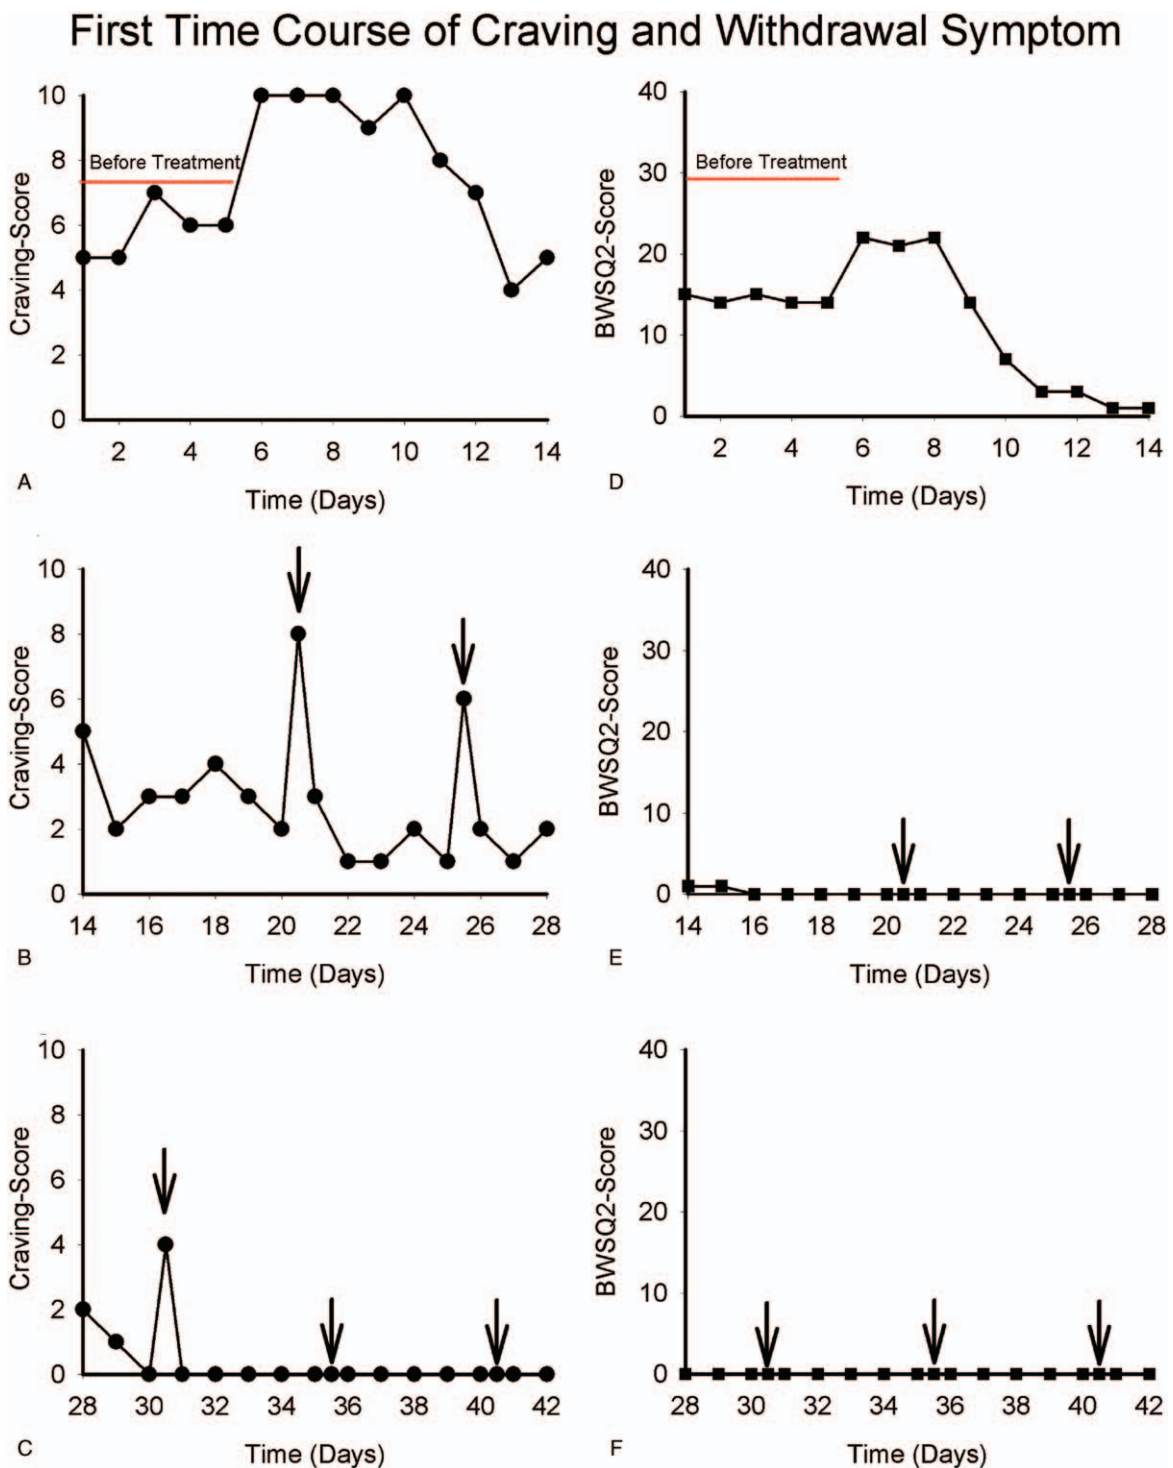 First Time Course of Craving and Withdrawal Symptom
10
8
6
4
2
0
Craving-Score
Before Treatment
2 4 6 8 10 12 14
A
Time (Days)
40
30
20
10
0
BWSQ2-Score
Before Treatment
2 4 6 8 10 12 14
D
Time (Days)
10
8
6
4
2
0
Craving-Score
14 16 18 20 22 24 26 28
B
Time (Days)
40
30
20
10
0
BWSQ2-Score
14 16 18 20 22 24 26 28
E
Time (Days)
10
8
6
4
2
0
Craving-Score
28 30 32 34 36 38 40 42
C
Time (Days)
40
30
20
10
0
BWSQ2-Score
28 30 32 34 36 38 40 42
F
Time (Days)